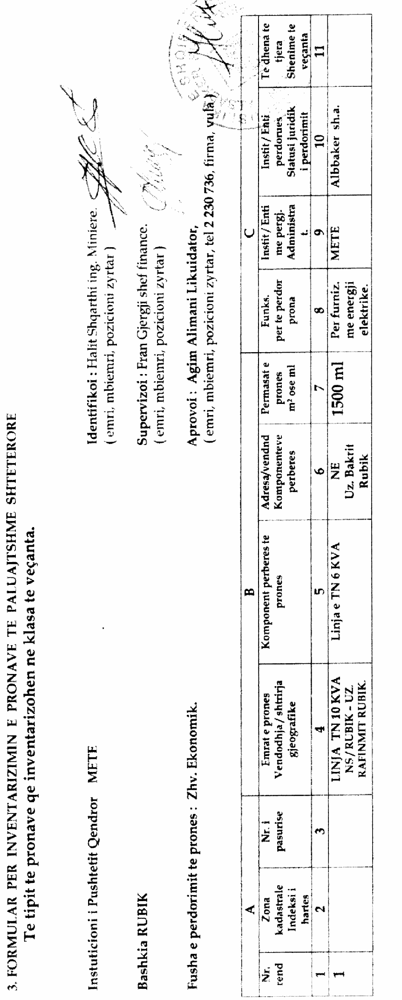 3. FORMULAR PER INVENTARIZIMIN E PRONAVE TE PALUAJTSHME SHTETERORE
Te tipit te pronave qe inventarizohen ne klasa te veçanta.
Instuticioni i Pushtetit Qendror METE
Identifikoi : Halit Shqarthi ing. Miniere.
( emri, mbiemri, pozicioni zyrtar )
Bashkia RUBIK
Supervizoi : Fran Gjergji shef finance.
( emri, mbiemri, pozicioni zyrtar )
Fusha e perdorimit te prones : Zhv. Ekonomik.
Aprovoi : Agim Alimani Likuidator,
( emri, mbiemri, pozicioni zyrtar, tel 2 230 736, firma, vula )
A
B
C
Nr.
rend
Zona
kadastrale
Indeksi i
hartes
Nr. i
pasurise
Emrat e prones
Vendodhja / shtrirja
gjeografike
Komponent perberes te
prones
Adresa/vendnd
Komponenteve
perberes
Permasat e
prones
m² ose ml
Funks.
per te perdor
prona
Instit / Enti
me pergj.
Administra
t.
Instit / Enti
perdorues
Statusi juridik
i perdorimit
Te dhena te
tjera
Shenime te
veçanta
1 2 3 4 5 6 7 8 9 10 11
1
LINJA TN 10 KVA
NS / RUBIK – UZ.
RAFINMIT RUBIK.
Linja e TN 6 KVA
NE
Uz. Bakrit
Rubik
1500 ml
Per furniz.
me energji
elektrike.
METE
Albbaker sh.a.